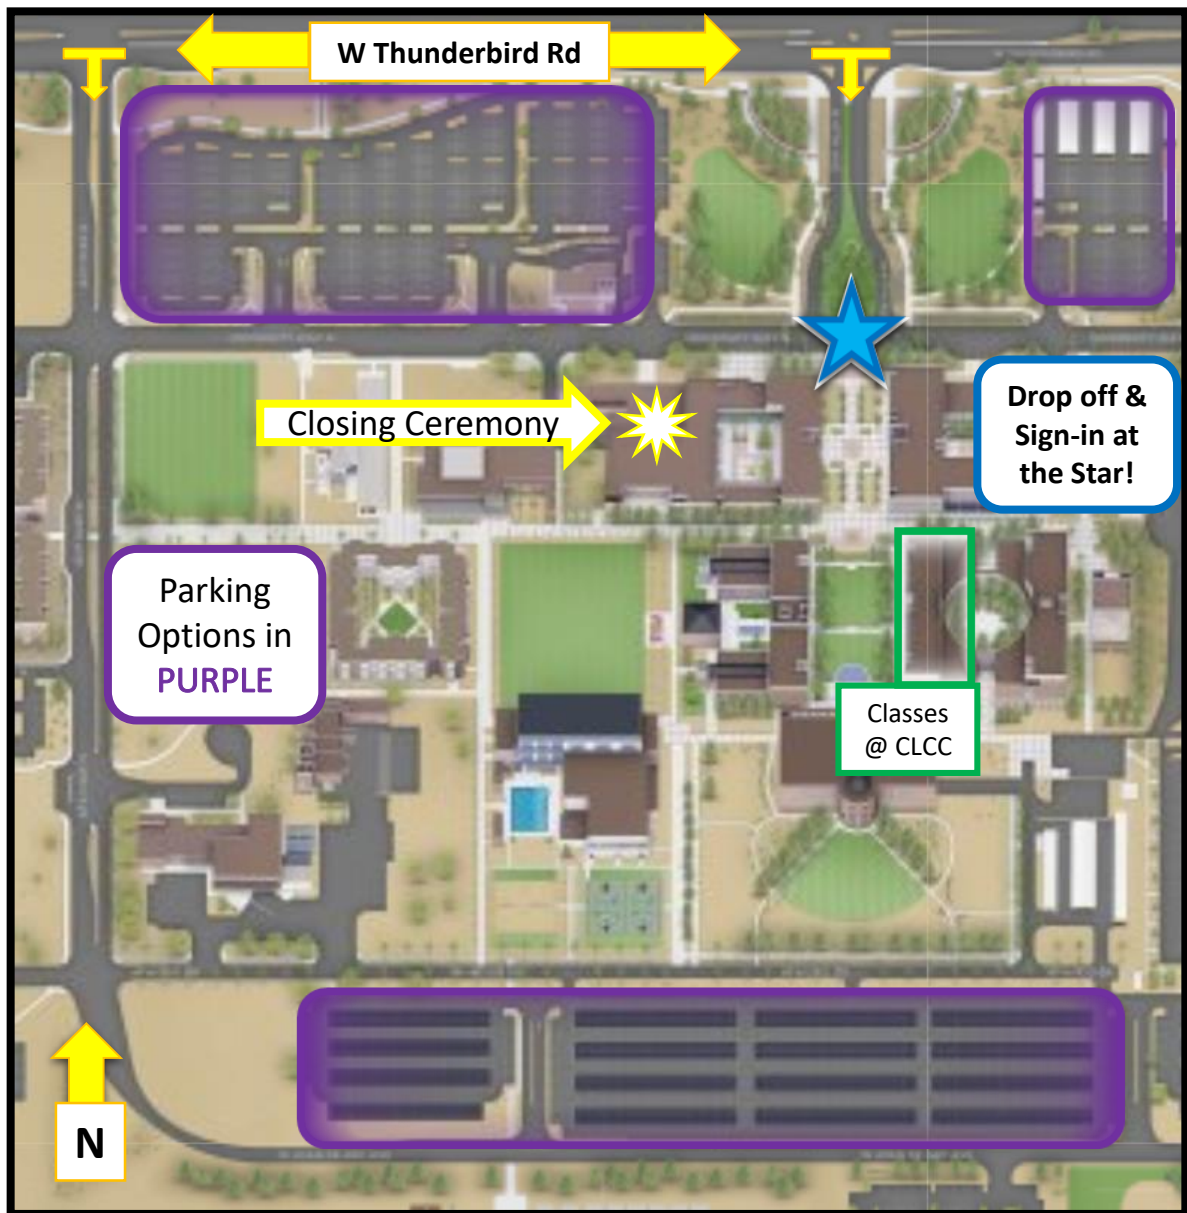 W Thunderbird Rd
Closing Ceremony
Drop off &
Sign-in at
the Star!
Parking
Options in
PURPLE
Classes
@ CLCC
N